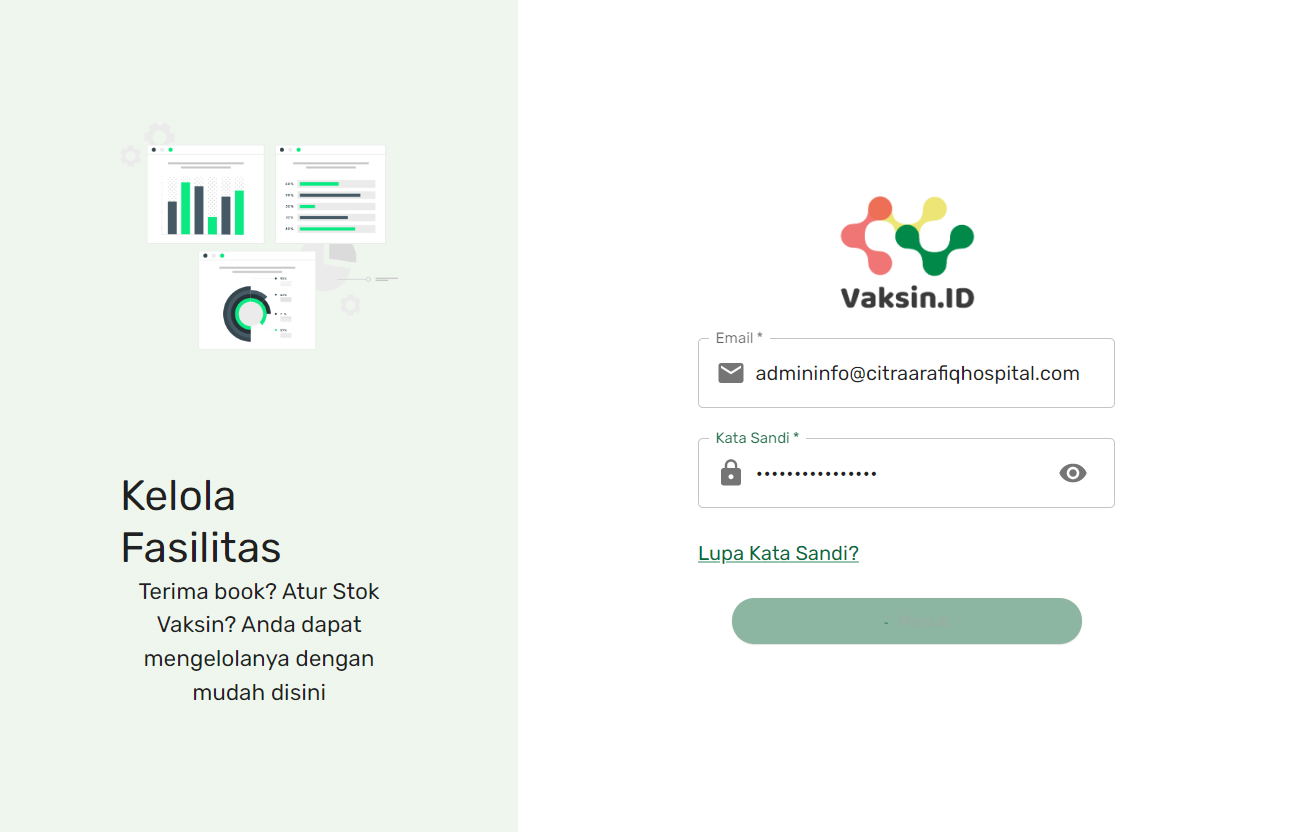 Kelola
Fasilitas
Terima book? Atur Stok
Vaksin? Anda dapat
mengelolanya dengan
mudah disini
Vaksin.ID
Email *
admininfo@citraarafiqhospital.com
Kata Sandi *
••••••••••••••••
Lupa Kata Sandi?